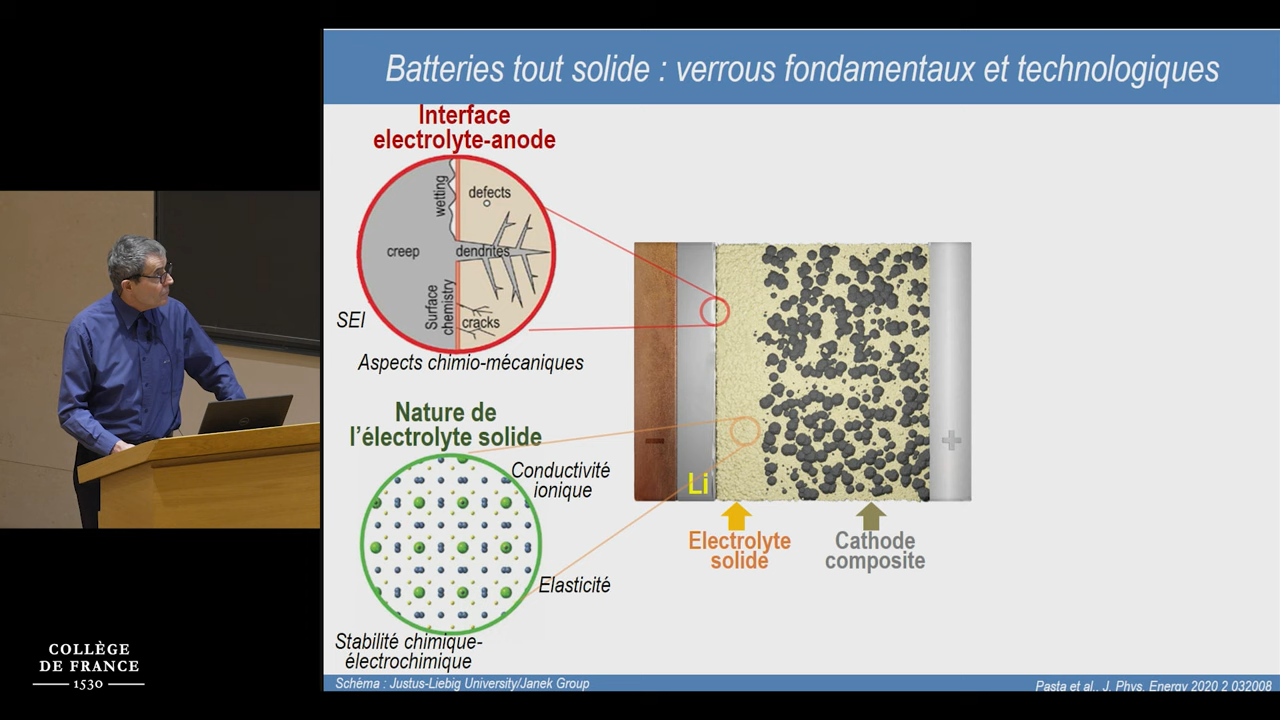 Batteries tout solide : verrous fondamentaux et technologiques
Interface
electrolyte-anode
wetting
defects
creep
dendrites
Surface
chemistry
cracks
SEI
Aspects chimio-mécaniques
Nature de
l'électrolyte solide
Conductivité
ionique
Elasticité
Stabilité chimique-
électrochimique
Li
Electrolyte
solide
Cathode
composite
COLLÈGE
DE FRANCE
1530
Schéma : Justus-Liebig University/Janek Group
Pasta et al., J. Phys. Energy 2020 2 032008